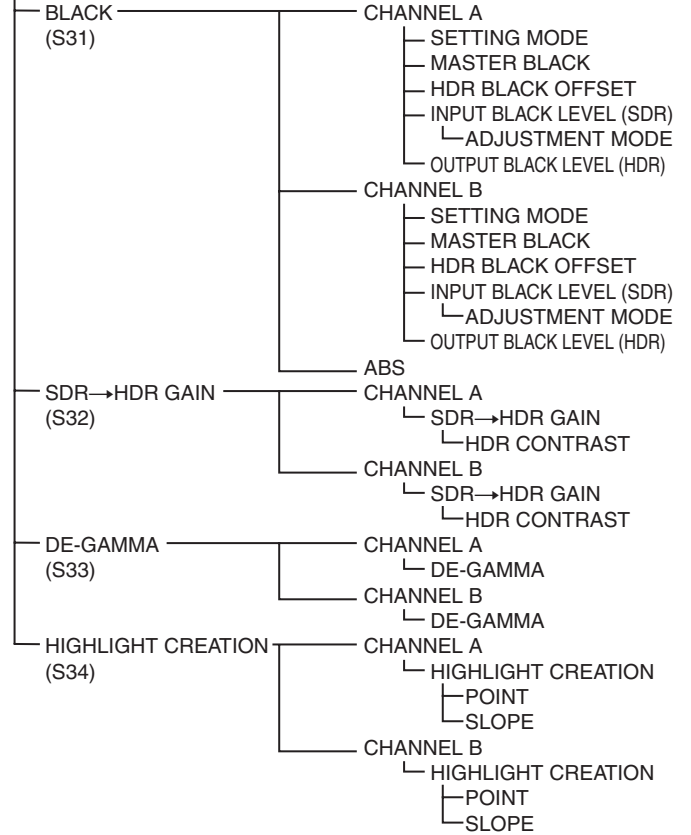 BLACK
(S31)
CHANNEL A
SETTING MODE
MASTER BLACK
HDR BLACK OFFSET
INPUT BLACK LEVEL (SDR)
ADJUSTMENT MODE
OUTPUT BLACK LEVEL (HDR)
CHANNEL B
SETTING MODE
MASTER BLACK
HDR BLACK OFFSET
INPUT BLACK LEVEL (SDR)
ADJUSTMENT MODE
OUTPUT BLACK LEVEL (HDR)
ABS
SDR→HDR GAIN
(S32)
CHANNEL A
SDR→HDR GAIN
HDR CONTRAST
CHANNEL B
SDR→HDR GAIN
HDR CONTRAST
DE-GAMMA
(S33)
CHANNEL A
DE-GAMMA
CHANNEL B
DE-GAMMA
HIGHLIGHT CREATION
(S34)
CHANNEL A
HIGHLIGHT CREATION
POINT
SLOPE
CHANNEL B
HIGHLIGHT CREATION
POINT
SLOPE